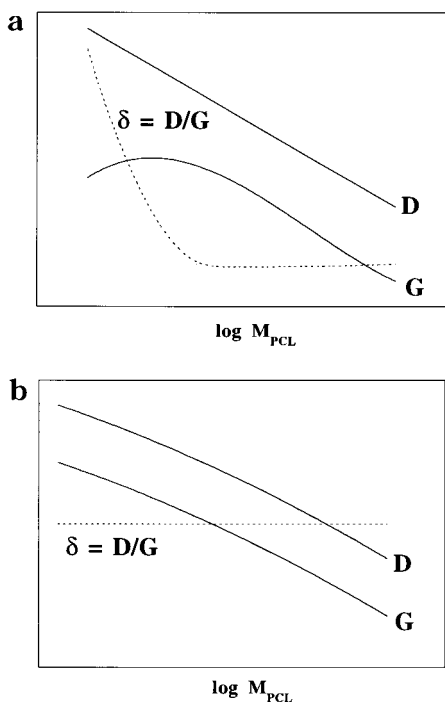 a
δ = D/G
D
G
log M_PCL
b
δ = D/G
D
G
log M_PCL